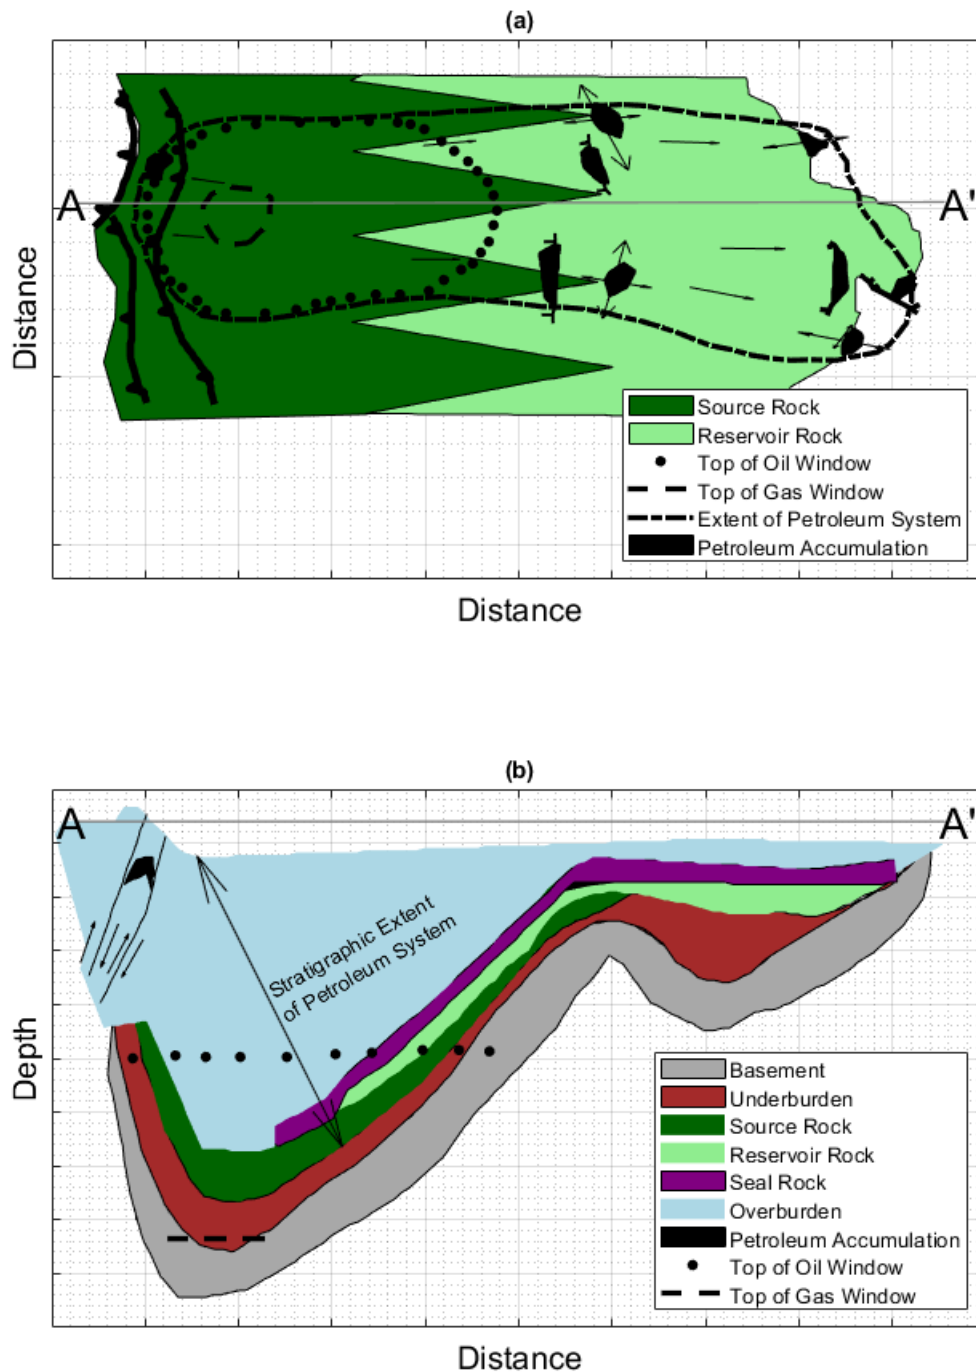 (a)
A
A'
Distance
Source Rock
Reservoir Rock
Top of Oil Window
Top of Gas Window
Extent of Petroleum System
Petroleum Accumulation
Distance
(b)
A
A'
Stratigraphic Extent
of Petroleum System
Depth
Basement
Underburden
Source Rock
Reservoir Rock
Seal Rock
Overburden
Petroleum Accumulation
Top of Oil Window
Top of Gas Window
Distance